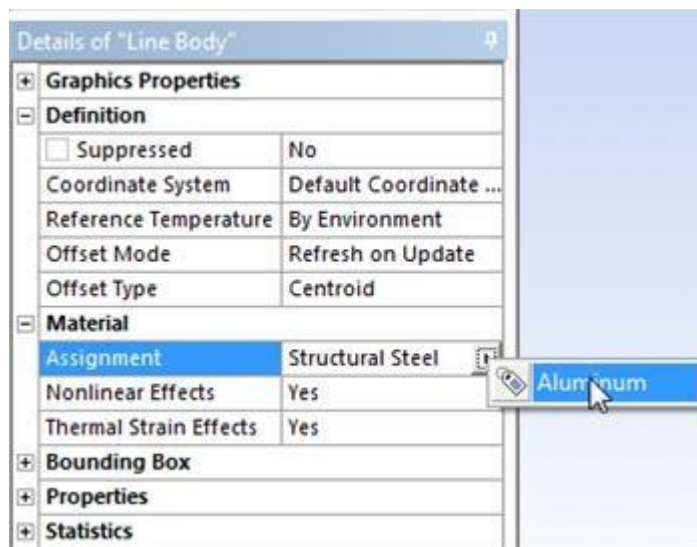 Details of "Line Body"
Graphics Properties
Definition
Suppressed No
Coordinate System Default Coordinate ...
Reference Temperature By Environment
Offset Mode Refresh on Update
Offset Type Centroid
Material
Assignment Structural Steel
Aluminum
Nonlinear Effects Yes
Thermal Strain Effects Yes
Bounding Box
Properties
Statistics